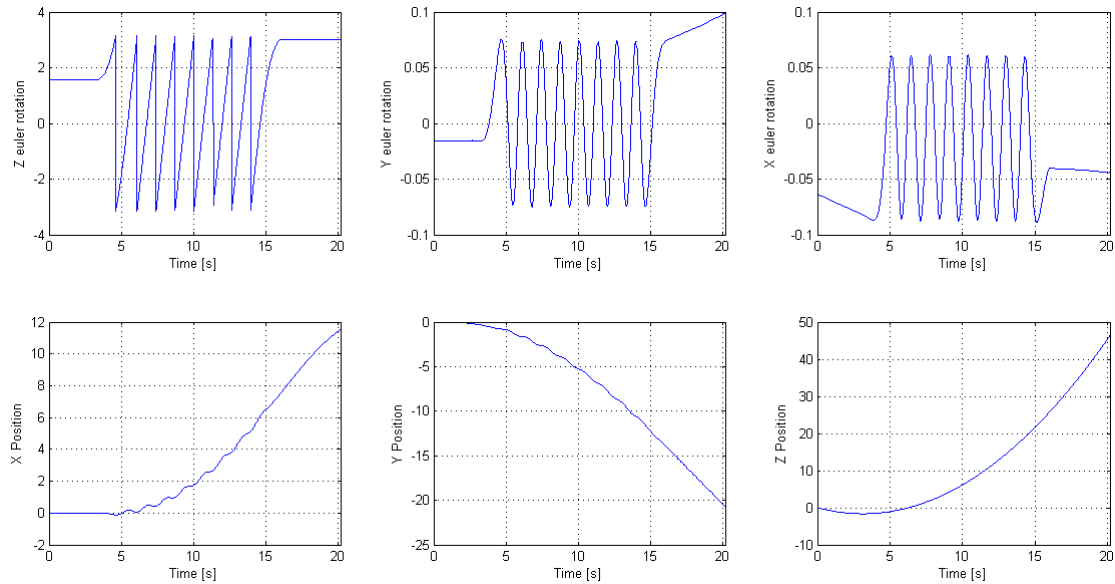 4
2
0
-2
-4
Z euler rotation
0 5 10 15 20
Time [s]
0.1
0.05
0
-0.05
-0.1
Y euler rotation
0 5 10 15 20
Time [s]
0.1
0.05
0
-0.05
-0.1
X euler rotation
0 5 10 15 20
Time [s]
12
10
8
6
4
2
0
-2
X Position
0 5 10 15 20
Time [s]
0
-5
-10
-15
-20
-25
Y Position
0 5 10 15 20
Time [s]
50
40
30
20
10
0
-10
Z Position
0 5 10 15 20
Time [s]